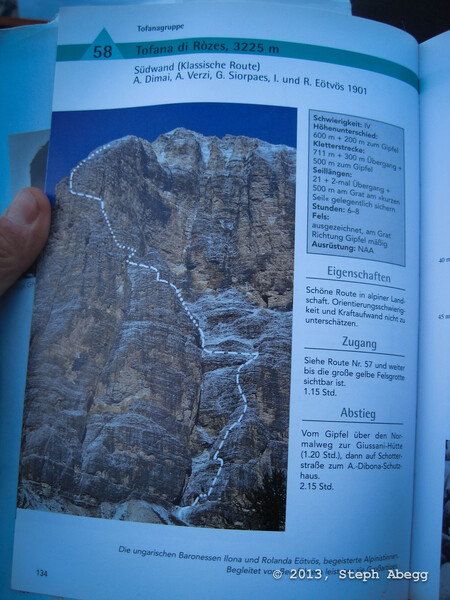 Tofanagruppe
58 Tofana di Ròzes, 3225 m
Südwand (Klassische Route)
A. Dimai, A. Verzi, G. Siorpaes, I. und R. Eötvös 1901
Schwierigkeit: IV
Höhenunterschied:
600 m + 200 m zum Gipfel
Kletterstrecke:
711 m + 300 m Übergang +
500 m zum Gipfel
Seillängen:
21 + 2-mal Übergang +
500 m am Grat am »kurzen
Seil« gelegentlich sichern
Stunden: 6–8
Fels:
ausgezeichnet, am Grat
Richtung Gipfel mäßig
Ausrüstung: NAA
Eigenschaften
Schöne Route in alpiner Land-
schaft. Orientierungsschwierig-
keit und Kraftaufwand nicht zu
unterschätzen.
Zugang
Siehe Route Nr. 57 und weiter
bis die große gelbe Felsgrotte
sichtbar ist.
1.15 Std.
Abstieg
Vom Gipfel über den Nor-
malweg zur Giussani-Hütte
(1.20 Std.), dann auf Schotter-
straße zum A.-Dibona-Schutz-
haus.
2.15 Std.
Die ungarischen Baronessen Ilona und Rolanda Eötvös, begeisterte Alpinistinnen.
Begleitet von
134
© 2013, Steph Abegg